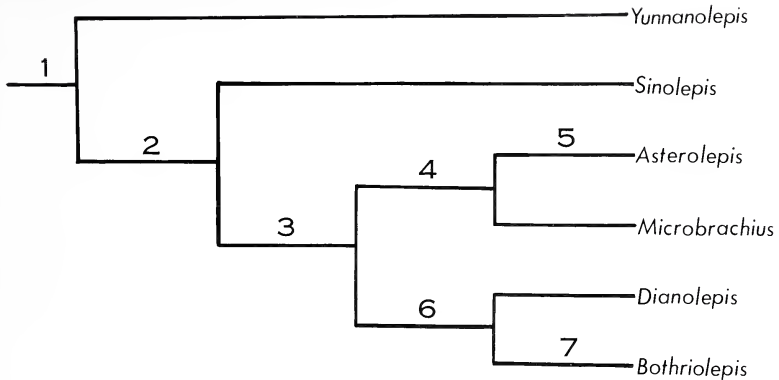 Yunnanolepis
1
Sinolepis
2
5
Asterolepis
4
3
Microbrachius
Dianolepis
6
7
Bothriolepis